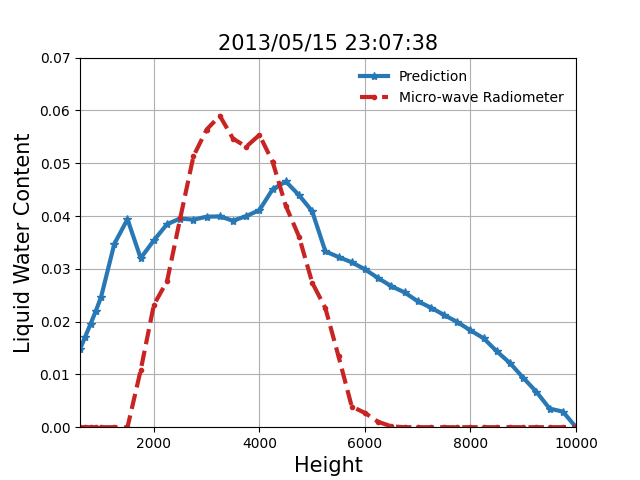 2013/05/15 23:07:38
0.07
0.06
0.05
0.04
0.03
0.02
0.01
0.00
Liquid Water Content
Prediction
Micro-wave Radiometer
2000 4000 6000 8000 10000
Height